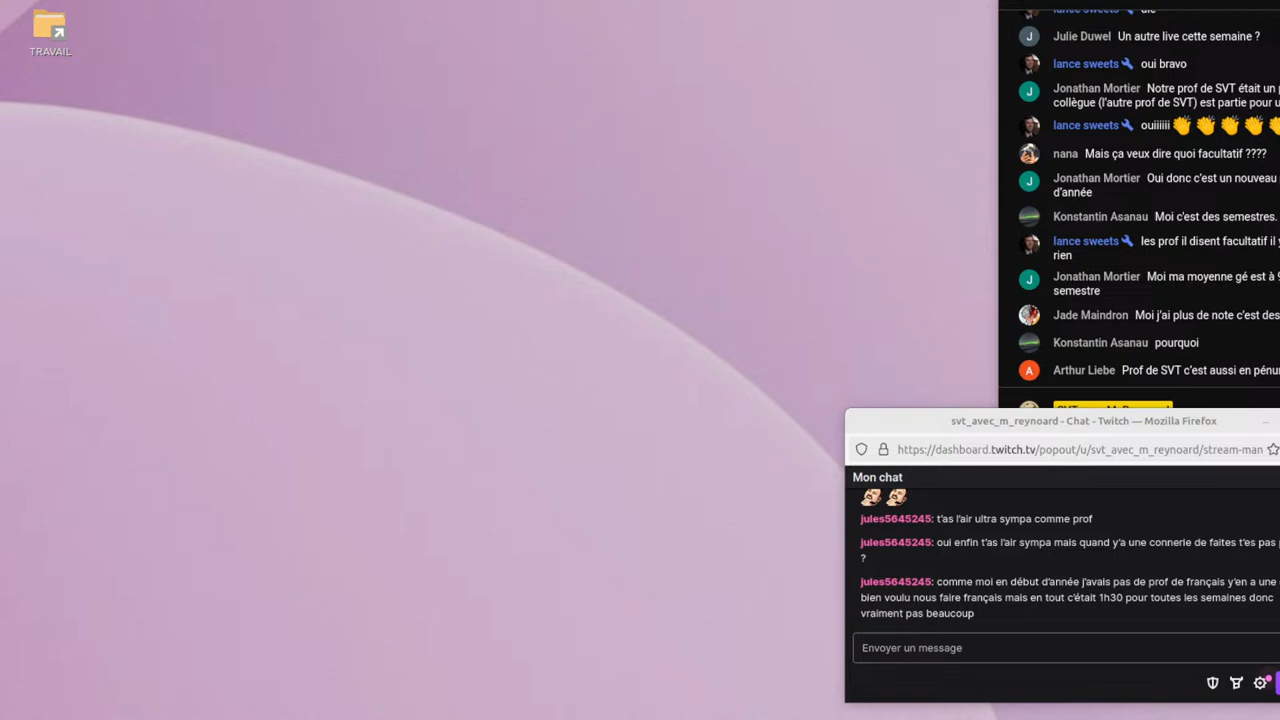 TRAVAIL
lance sweets
Julie Duwel Un autre live cette semaine ?
lance sweets oui bravo
Jonathan Mortier Notre prof de SVT était un
collègue (l'autre prof de SVT) est partie pour
lance sweets ouiiiiii
nana Mais ça veux dire quoi facultatif ????
Jonathan Mortier Oui donc c'est un nouveau
d'année
Konstantin Asanau Moi c'est des semestres.
lance sweets les prof il disent facultatif il
rien
Jonathan Mortier Moi ma moyenne gé est à
semestre
Jade Maindron Moi j'ai plus de note c'est des
Konstantin Asanau pourquoi
A Arthur Liebe Prof de SVT c'est aussi en
svt_avec_m_reynoard - Chat - Twitch — Mozilla Firefox
https://dashboard.twitch.tv/popout/u/svt_avec_m_reynoard/stream-man
Mon chat
jules5645245: t'as l'air ultra sympa comme prof
jules5645245: oui enfin t'as l'air sympa mais quand y'a une connerie de faites t'es pas
?
jules5645245: comme moi en début d'année j'avais pas de prof de français y'en a une
bien voulu nous faire français mais en tout c'était 1h30 pour toutes les semaines donc
vraiment pas beaucoup
Envoyer un message